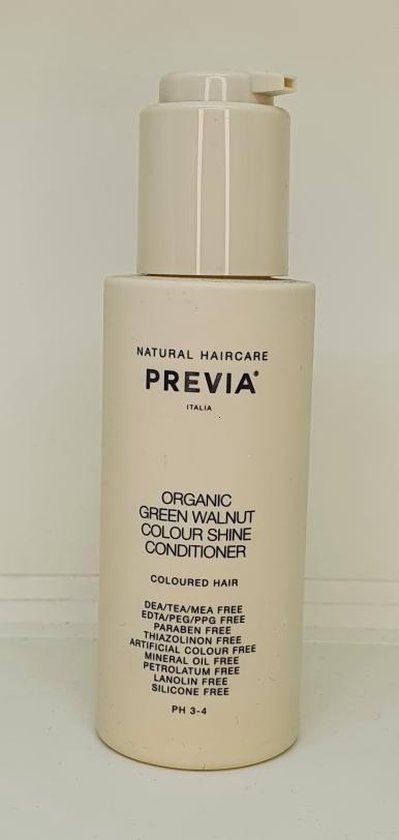 NATURAL HAIRCARE
PREVIA®
ITALIA
ORGANIC
GREEN WALNUT
COLOUR SHINE
CONDITIONER
COLOURED HAIR
DEA/TEA/MEA FREE
EDTA/PEG/PPG FREE
PARABEN FREE
THIAZOLINON FREE
ARTIFICIAL COLOUR FREE
MINERAL OIL FREE
PETROLATUM FREE
LANOLIN FREE
SILICONE FREE
PH 3-4